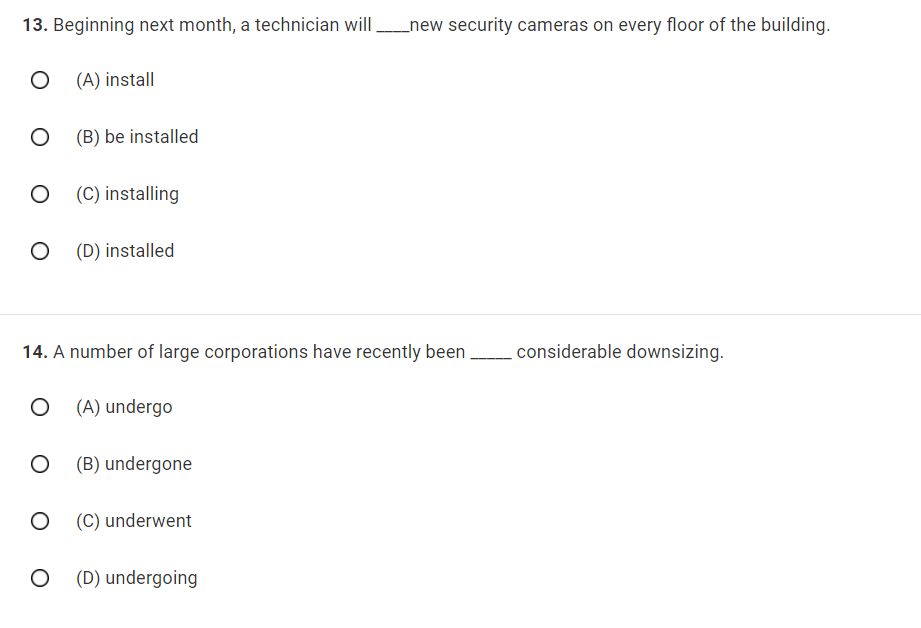 13. Beginning next month, a technician will ____new security cameras on every floor of the building.
(A) install
(B) be installed
(C) installing
(D) installed
14. A number of large corporations have recently been _____ considerable downsizing.
(A) undergo
(B) undergone
(C) underwent
(D) undergoing